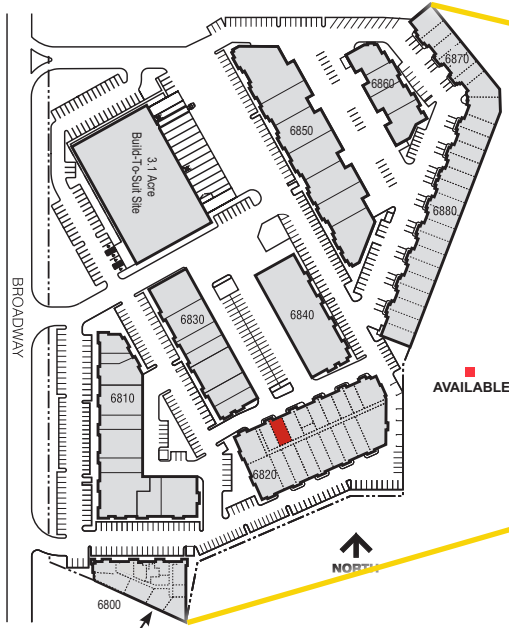 6870
6860
6850
3.1 Acre
Build-To-Suit Site
6880
BROADWAY
6830
6840
AVAILABLE
6810
6820
NORTH
6800